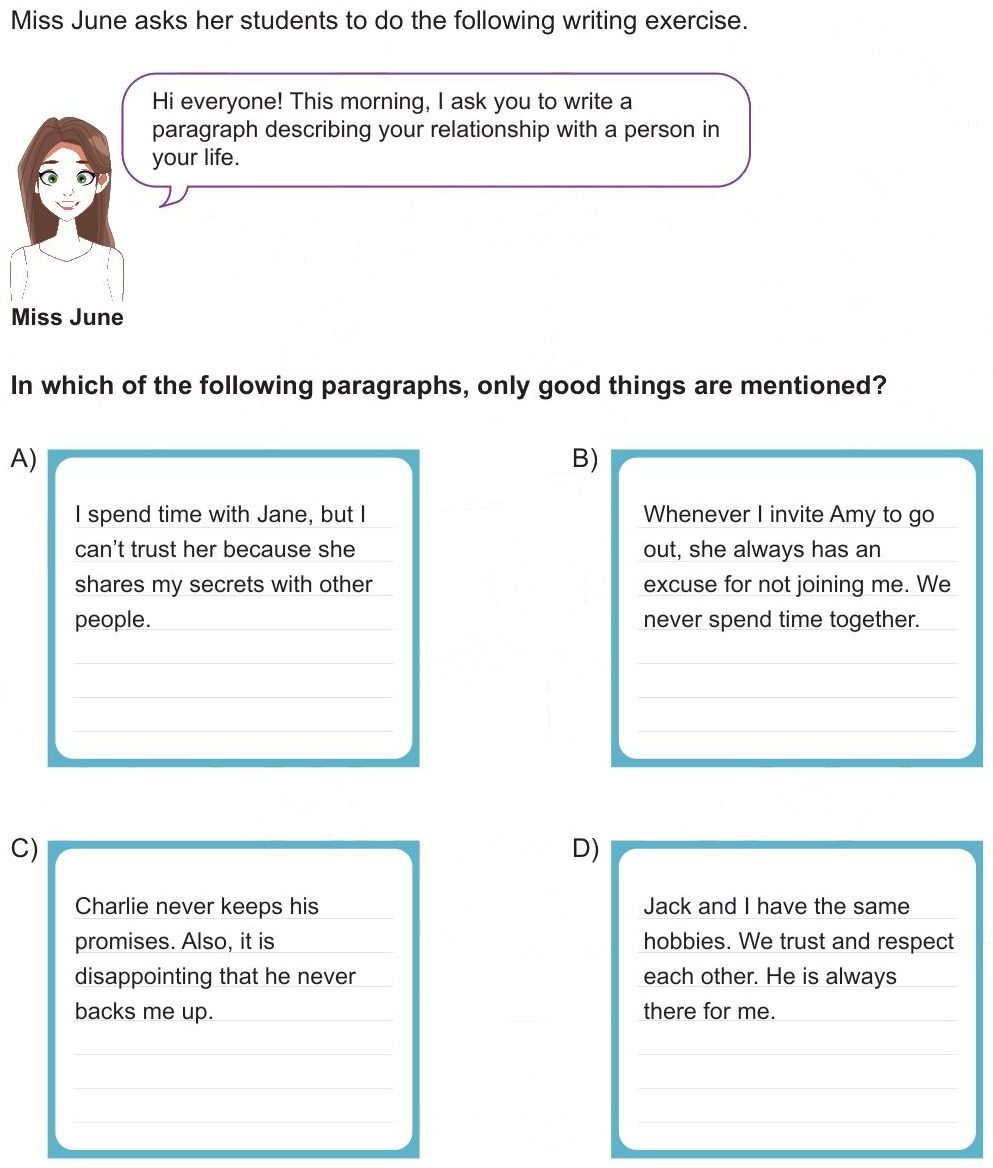 Miss June asks her students to do the following writing exercise.
Hi everyone! This morning, I ask you to write a
paragraph describing your relationship with a person in
your life.
Miss June
In which of the following paragraphs, only good things are mentioned?
A)
I spend time with Jane, but I
can’t trust her because she
shares my secrets with other
people.
B)
Whenever I invite Amy to go
out, she always has an
excuse for not joining me. We
never spend time together.
C)
Charlie never keeps his
promises. Also, it is
disappointing that he never
backs me up.
D)
Jack and I have the same
hobbies. We trust and respect
each other. He is always
there for me.